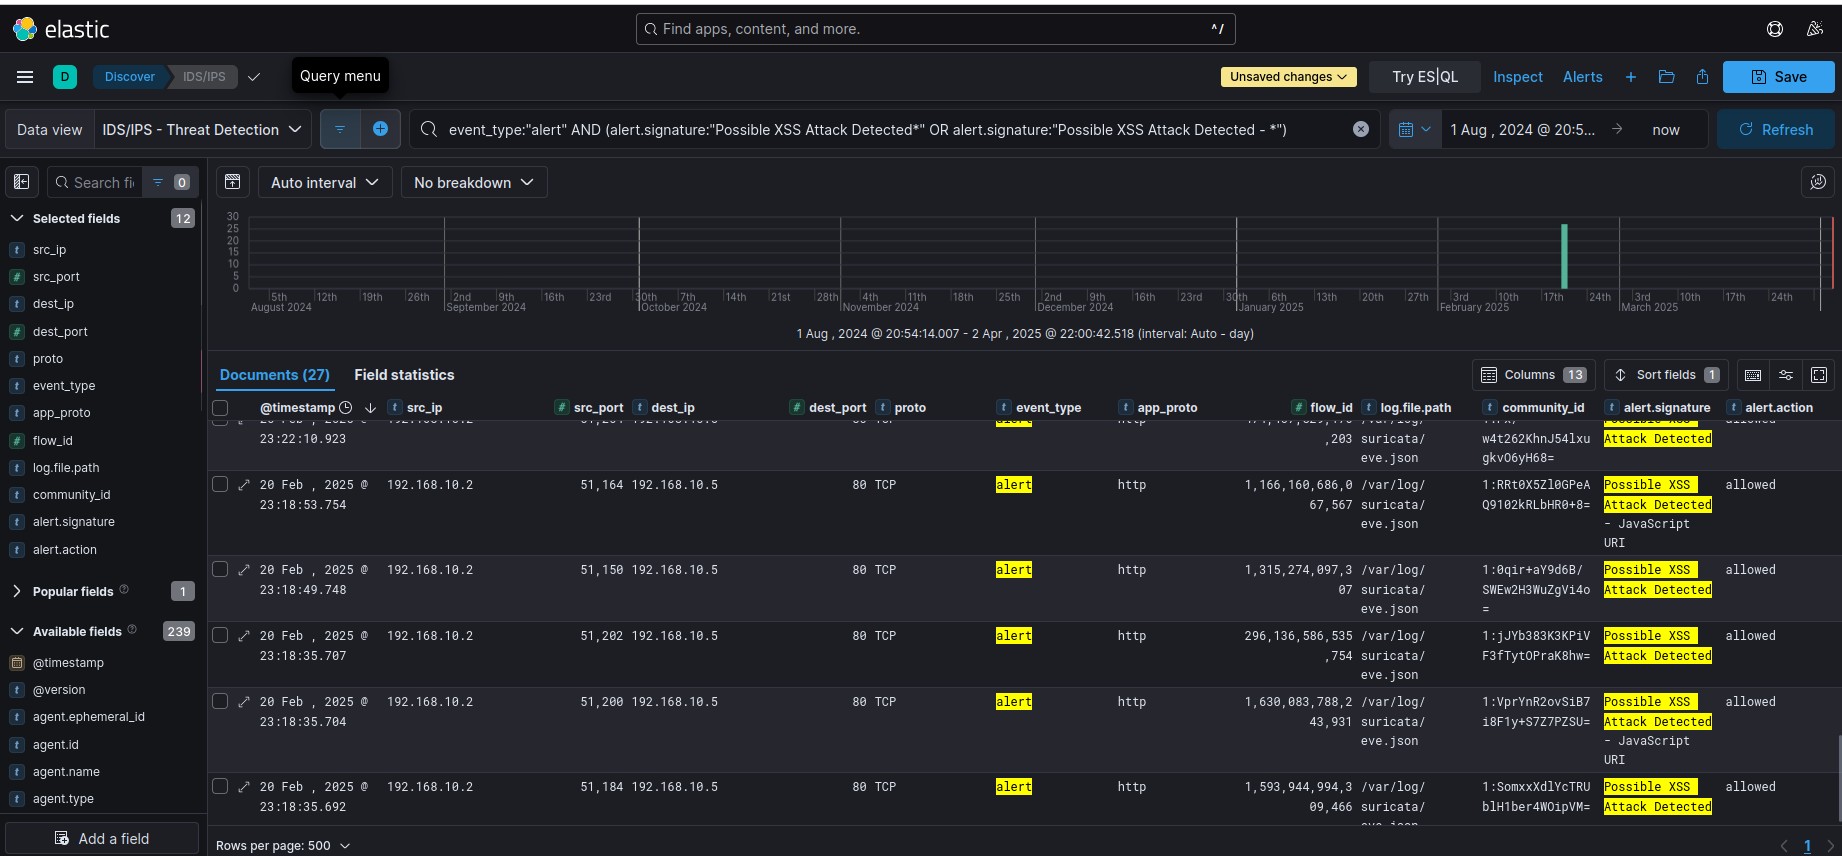 elastic
Find apps, content, and more.
^/
D
Discover
IDS/IPS
Query menu
Unsaved changes
Try ES|QL
Inspect
Alerts
Save
Data view
IDS/IPS - Threat Detection
event_type:"alert" AND (alert.signature:"Possible XSS Attack Detected*" OR alert.signature:"Possible XSS Attack Detected - *")
1 Aug , 2024 @ 20:5...
now
Refresh
Search fi
0
Auto interval
No breakdown
Selected fields
12
t src_ip
# src_port
t dest_ip
# dest_port
t proto
t event_type
t app_proto
# flow_id
t log.file.path
t community_id
t alert.signature
t alert.action
Popular fields
1
Available fields
239
@timestamp
t @version
t agent.ephemeral_id
t agent.id
t agent.name
t agent.type
Add a field
30
25
20
15
10
5
0
5th 12th 19th 26th 2nd 9th 16th 23rd 30th 7th 14th 21st 28th 4th 11th 18th 25th 2nd 9th 16th 23rd 30th 6th 13th 20th 27th 3rd 10th 17th 24th 3rd 10th 17th 24th
August 2024 September 2024 October 2024 November 2024 December 2024 January 2025 February 2025 March 2025
1 Aug , 2024 @ 20:54:14.007 - 2 Apr , 2025 @ 22:00:42.518 (interval: Auto - day)
Documents (27)
Field statistics
Columns 13
Sort fields 1
@timestamp t src_ip # src_port t dest_ip # dest_port t proto t event_type t app_proto # flow_id t log.file.path t community_id t alert.signature t alert.action
23:22:10.923 ,203 suricata/ w4t262KhnJ54lxu Attack Detected
eve.json gkvO6yH68=
20 Feb , 2025 @ 192.168.10.2 51,164 192.168.10.5 80 TCP alert http 1,166,160,686,0 /var/log/ 1:RRt0X5Zl0GPeA Possible XSS allowed
23:18:53.754 67,567 suricata/ Q9102kRLbHR0+8= Attack Detected
eve.json - JavaScript
URI
20 Feb , 2025 @ 192.168.10.2 51,150 192.168.10.5 80 TCP alert http 1,315,274,097,3 /var/log/ 1:0qir+aY9d6B/ Possible XSS allowed
23:18:49.748 07 suricata/ SWEw2H3WuZgVi4o Attack Detected
eve.json =
20 Feb , 2025 @ 192.168.10.2 51,202 192.168.10.5 80 TCP alert http 296,136,586,535 /var/log/ 1:jJYb383K3KPiV Possible XSS allowed
23:18:35.707 ,754 suricata/ F3fTytOPraK8hw= Attack Detected
eve.json
20 Feb , 2025 @ 192.168.10.2 51,200 192.168.10.5 80 TCP alert http 1,630,083,788,2 /var/log/ 1:VprYnR2ovSiB7 Possible XSS allowed
23:18:35.704 43,931 suricata/ i8F1y+S7Z7PZSU= Attack Detected
eve.json - JavaScript
URI
20 Feb , 2025 @ 192.168.10.2 51,184 192.168.10.5 80 TCP alert http 1,593,944,994,3 /var/log/ 1:SomxxXdlYcTRU Possible XSS allowed
23:18:35.692 09,466 suricata/ blH1ber4WOipVM= Attack Detected
Rows per page: 500
1